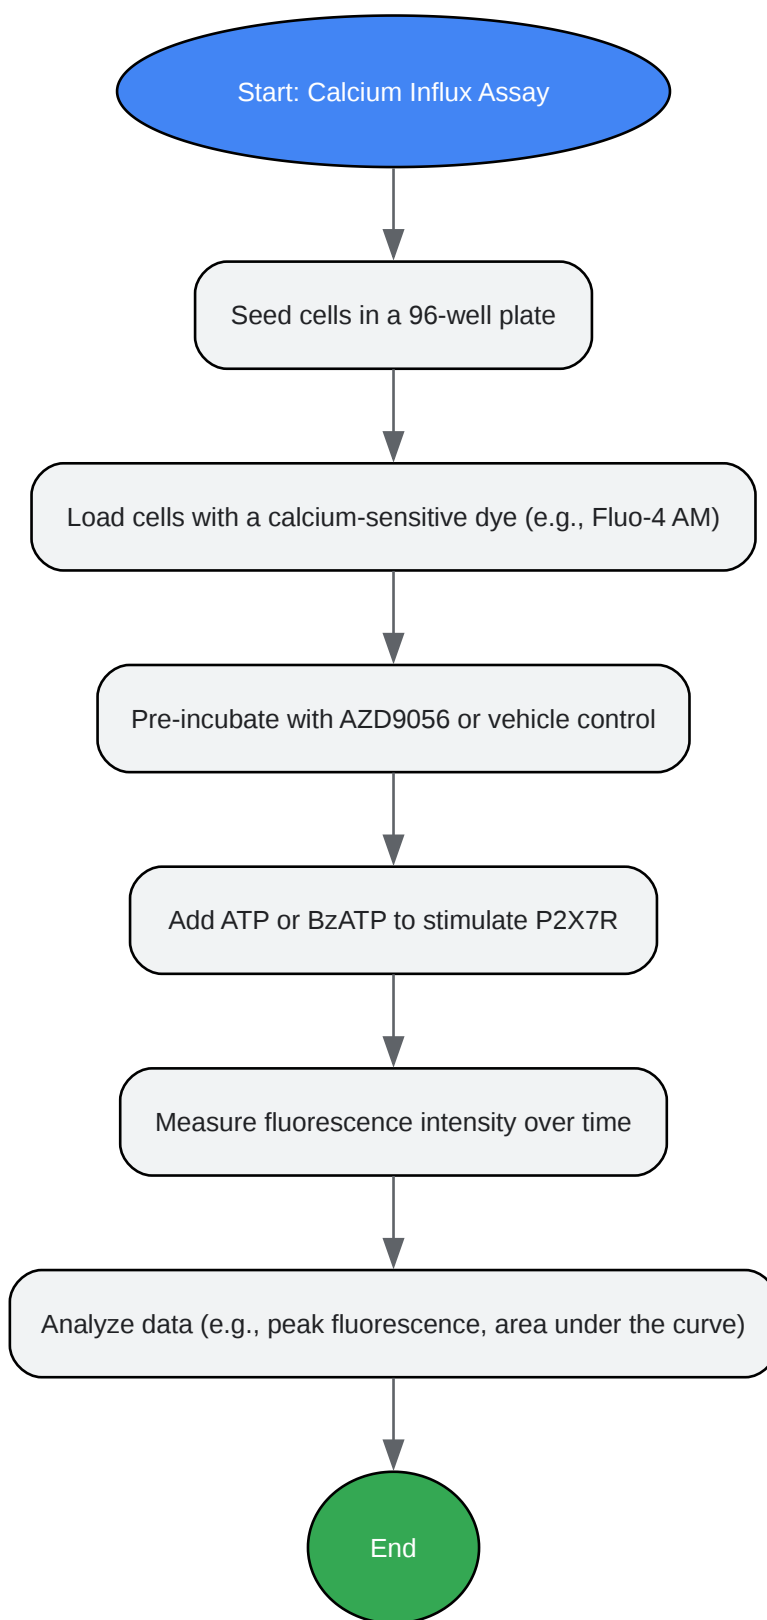 Start: Calcium Influx Assay
Seed cells in a 96-well plate
Load cells with a calcium-sensitive dye (e.g., Fluo-4 AM)
Pre-incubate with AZD9056 or vehicle control
Add ATP or BzATP to stimulate P2X7R
Measure fluorescence intensity over time
Analyze data (e.g., peak fluorescence, area under the curve)
End